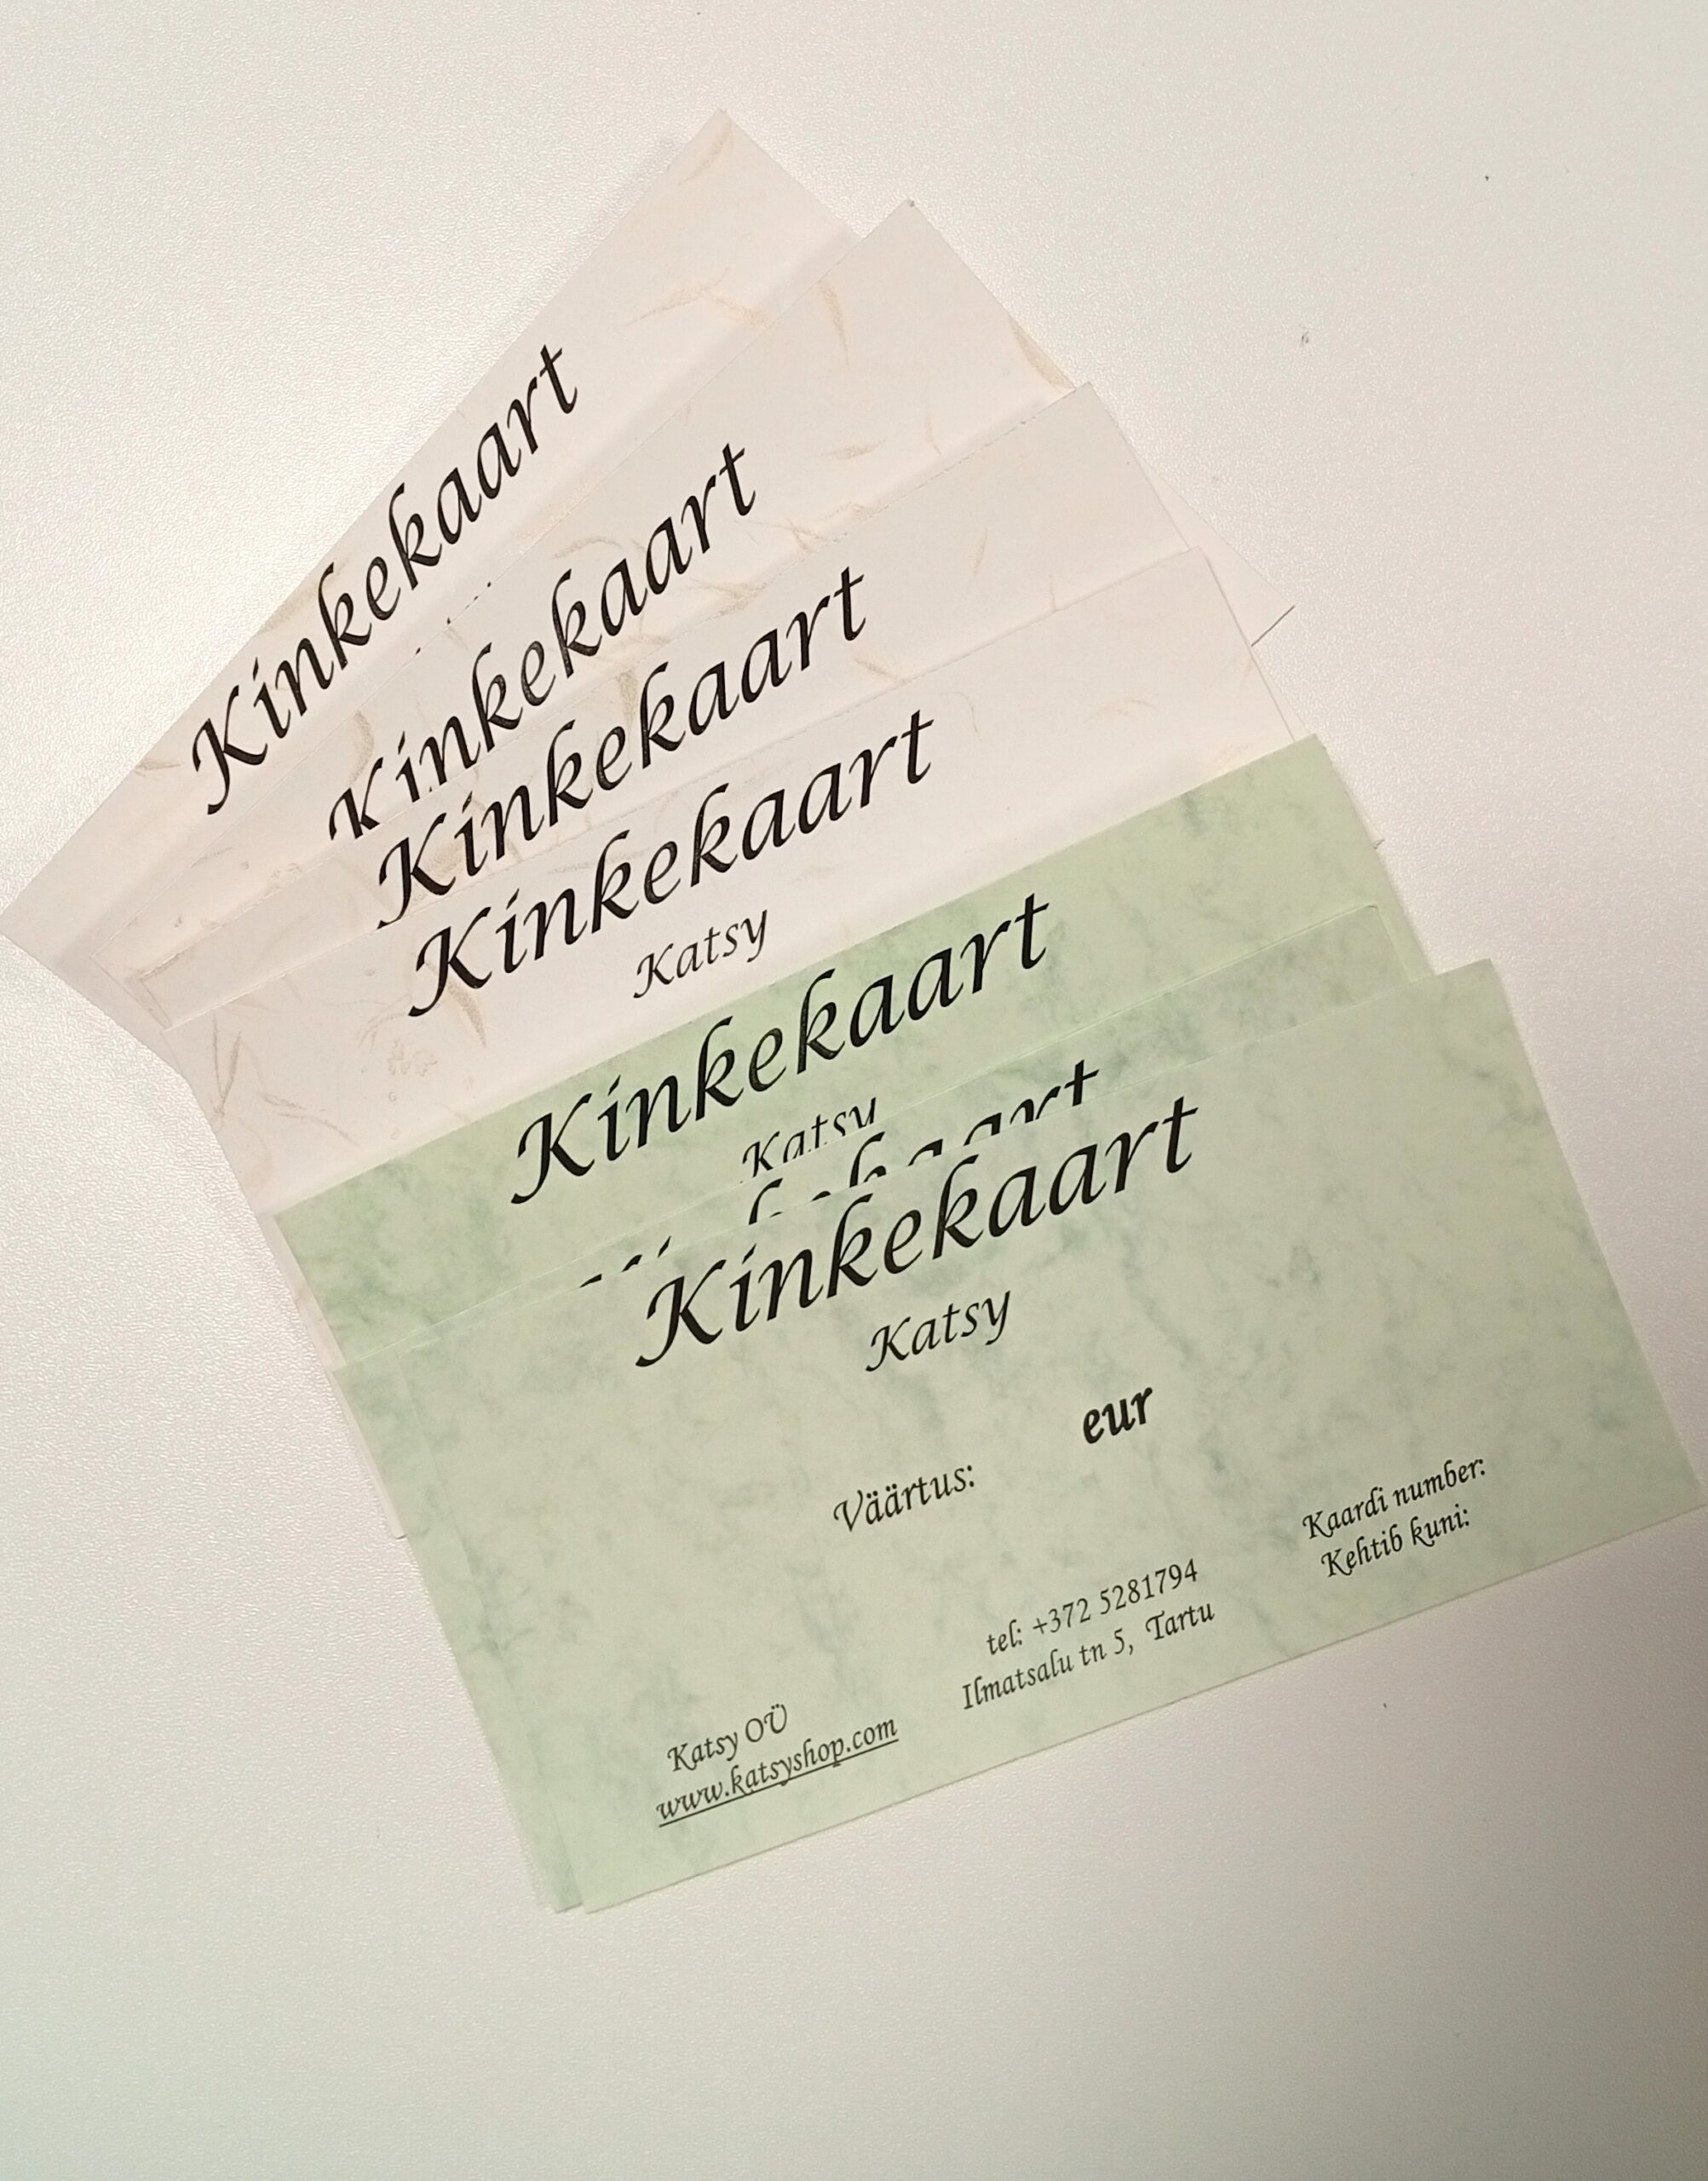 Kinkekaart
Kinkekaart
Kinkekaart
Kinkekaart
Katsy
Kinkekaart
Katsy
Kinkekaart
Katsy
eur
Väärtus:
Kaardi number:
Kehtib kuni:
tel: +372 5281794
Ilmatsalu tn 5, Tartu
Katsy OÜ
www.katsyshop.com